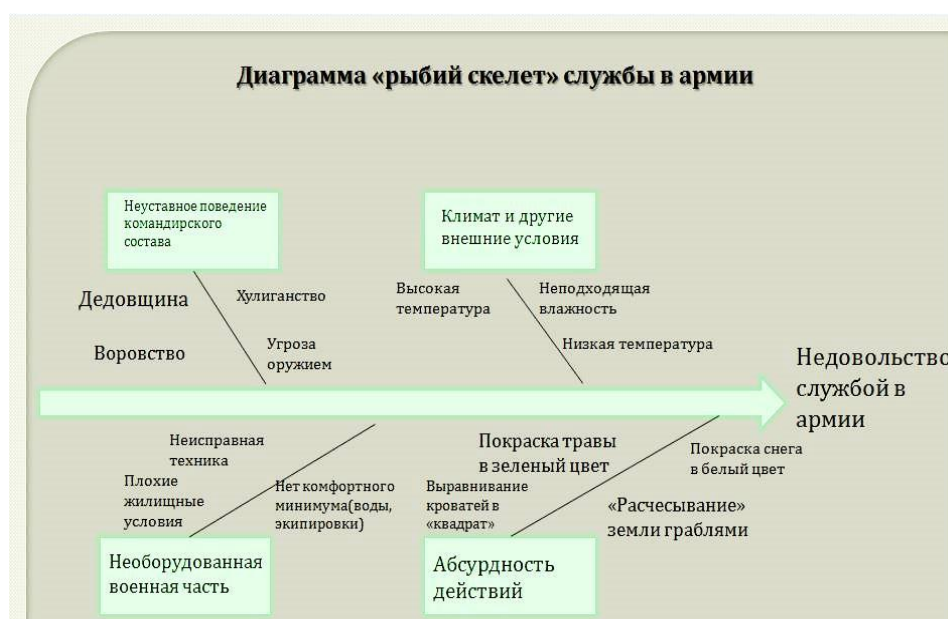 Диаграмма «рыбий скелет» службы в армии
Неуставное поведение
командирского
состава
Климат и другие
внешние условия
Дедовщина
Хулиганство
Воровство
Угроза
оружием
Высокая
температура
Неподходящая
влажность
Низкая температура
Недовольство
службой в
армии
Неисправная
техника
Плохие
жилищные
условия
Нет комфортного
минимума(воды,
экипировки)
Покраска травы
в зеленый цвет
Покраска снега
в белый цвет
Выравнивание
кроватей в
«квадрат»
«Расчесывание»
земли граблями
Необорудованная
военная часть
Абсурдность
действий